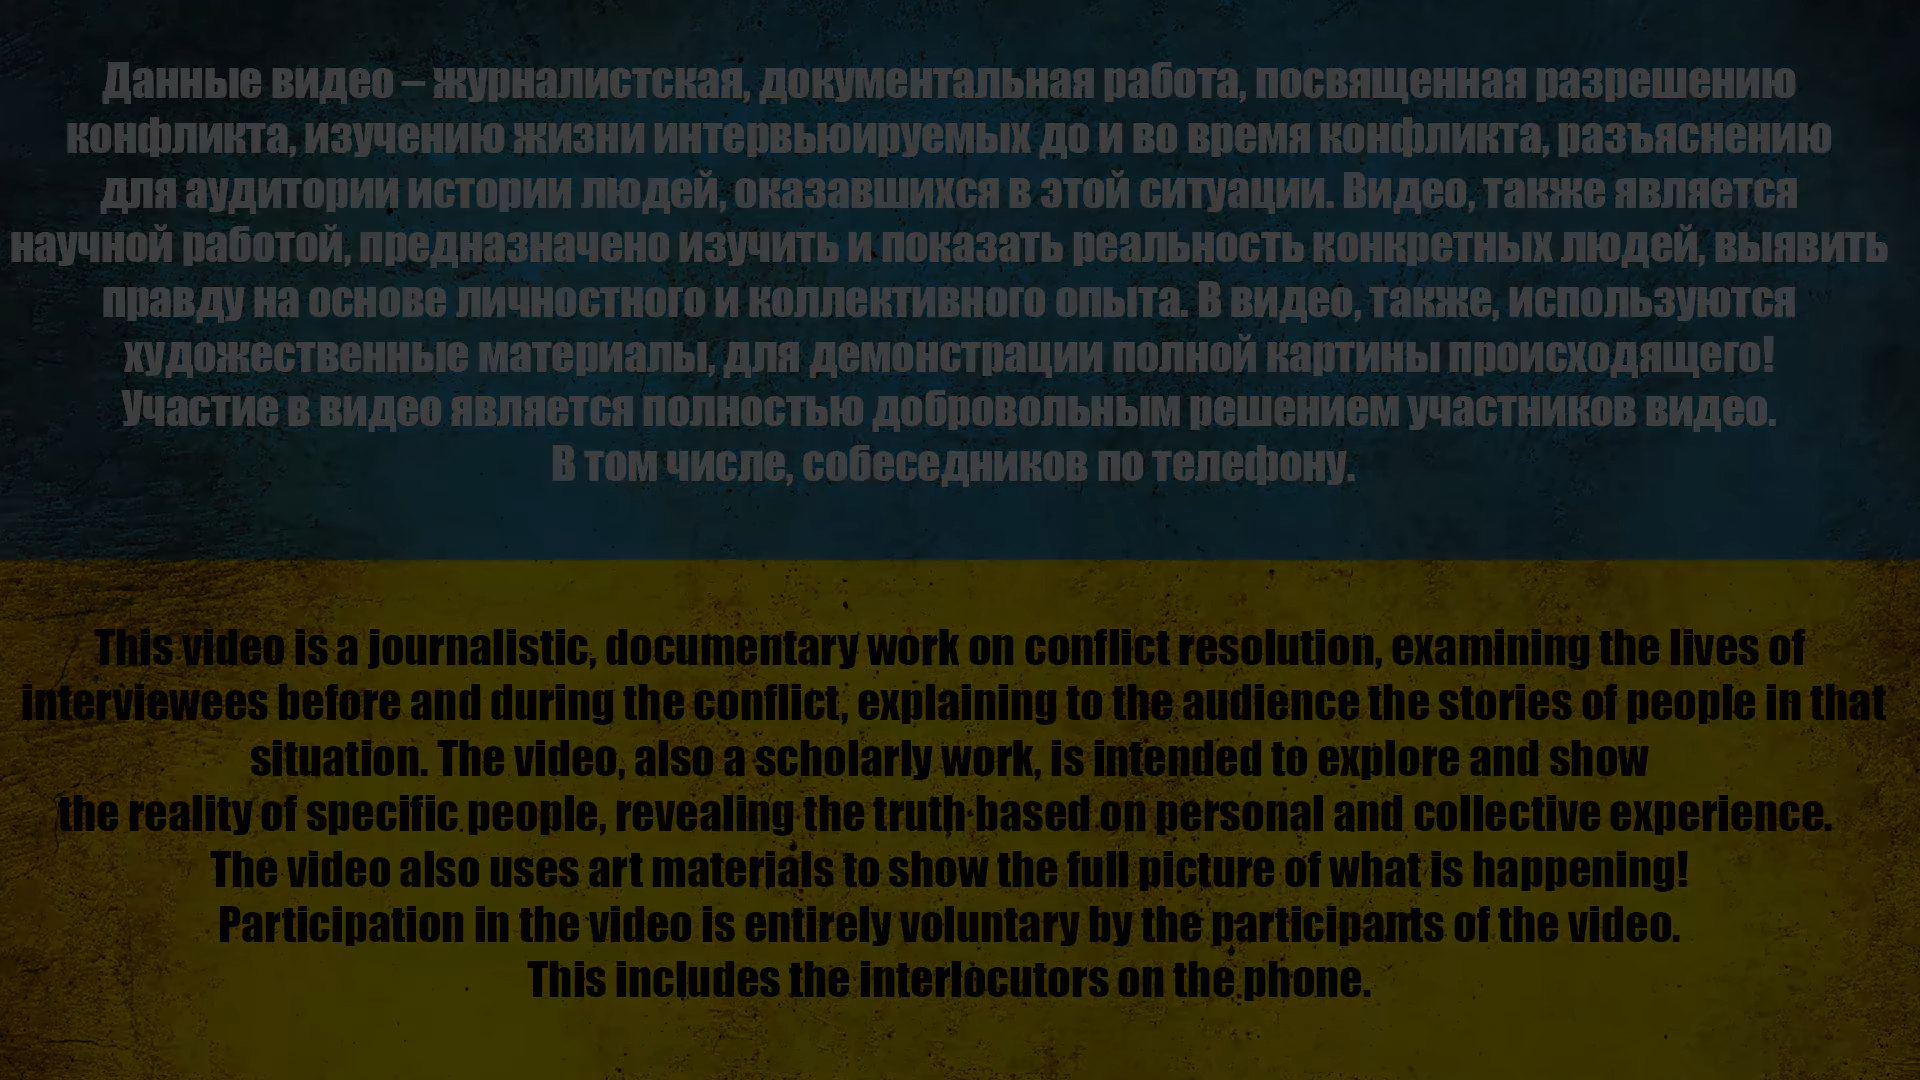 Данные видео – журналистская, документальная работа, посвященная разрешению
конфликта, изучению жизни интервьюируемых до и во время конфликта, разъяснению
для аудитории истории людей, оказавшихся в этой ситуации. Видео, также является
научной работой, предназначено изучить и показать реальность конкретных людей, выявить
правду на основе личностного и коллективного опыта. В видео, также, используются
художественные материалы, для демонстрации полной картины происходящего!
Участие в видео является полностью добровольным решением участников видео.
В том числе, собеседников по телефону.
This video is a journalistic, documentary work on conflict resolution, examining the lives of
interviewees before and during the conflict, explaining to the audience the stories of people in that
situation. The video, also a scholarly work, is intended to explore and show
the reality of specific people, revealing the truth based on personal and collective experience.
The video also uses art materials to show the full picture of what is happening!
Participation in the video is entirely voluntary by the participants of the video.
This includes the interlocutors on the phone.